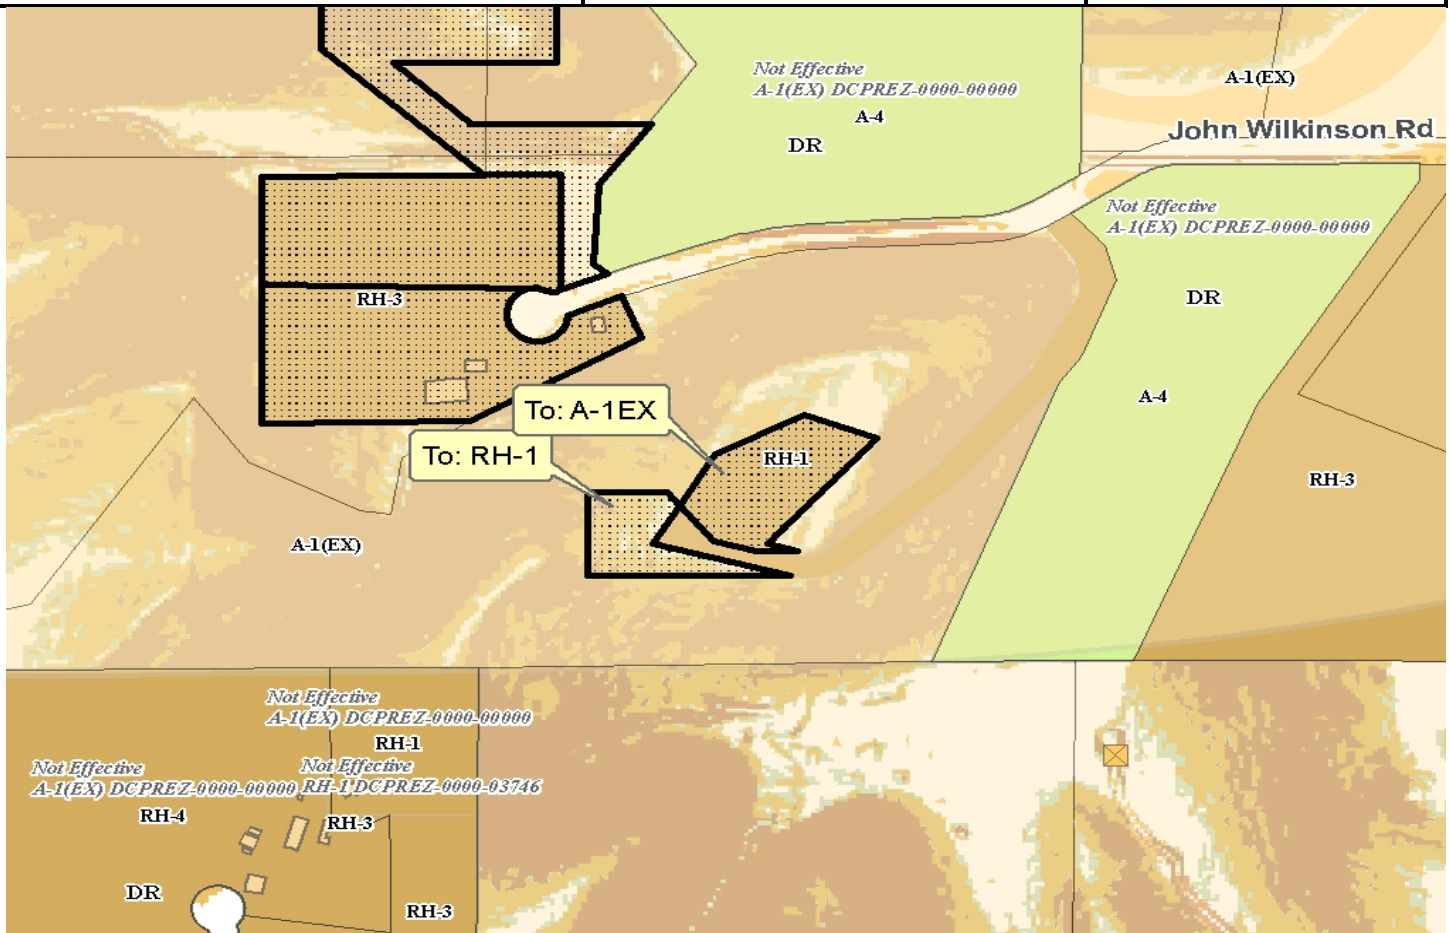 Not Effective
A-1(EX) DCPREZ-0000-00000
A-4
DR
A-1(EX)
John Wilkinson Rd
Not Effective
A-1(EX) DCPREZ-0000-00000
DR
RH-3
To: A-1EX
A-4
To: RH-1
RH-1
RH-3
A-1(EX)
Not Effective
A-1(EX) DCPREZ-0000-00000
RH-1
Not Effective
A-1(EX) DCPREZ-0000-00000
Not Effective
RH-1 DCPREZ-0000-03746
RH-4
RH-3
DR
RH-3